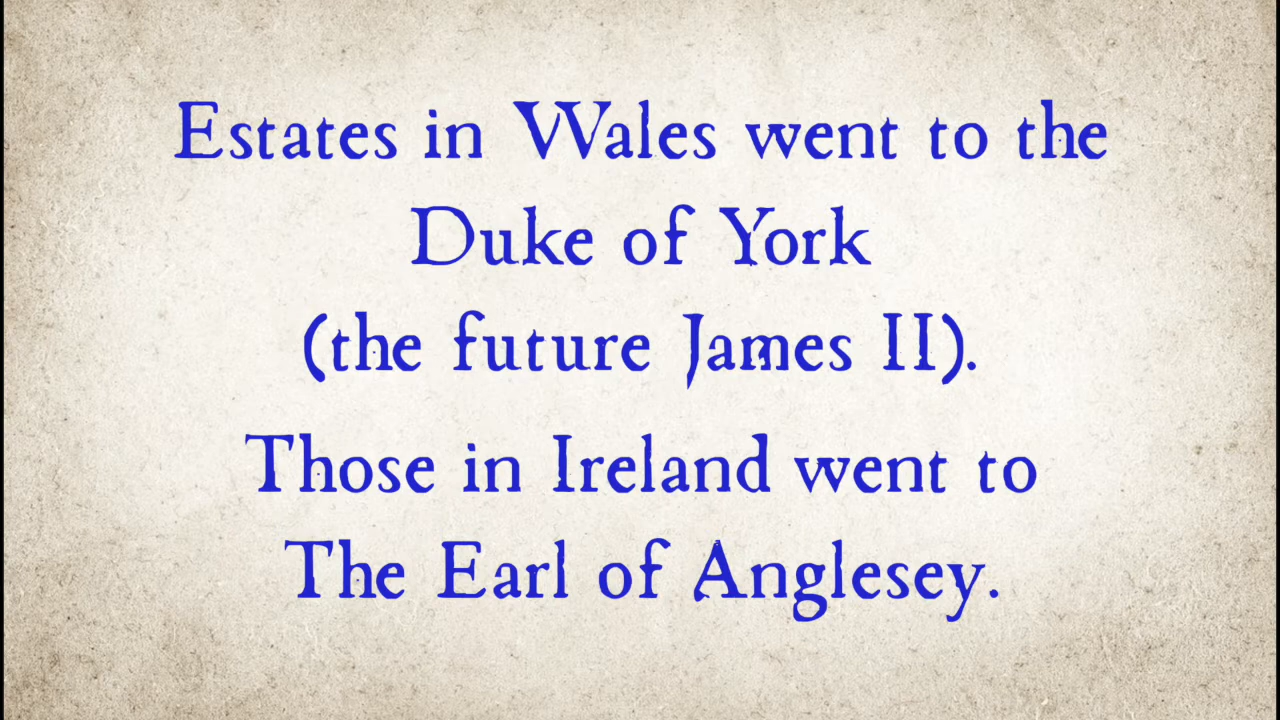 Estates in Wales went to the
Duke of York
(the future James II).
Those in Ireland went to
The Earl of Anglesey.